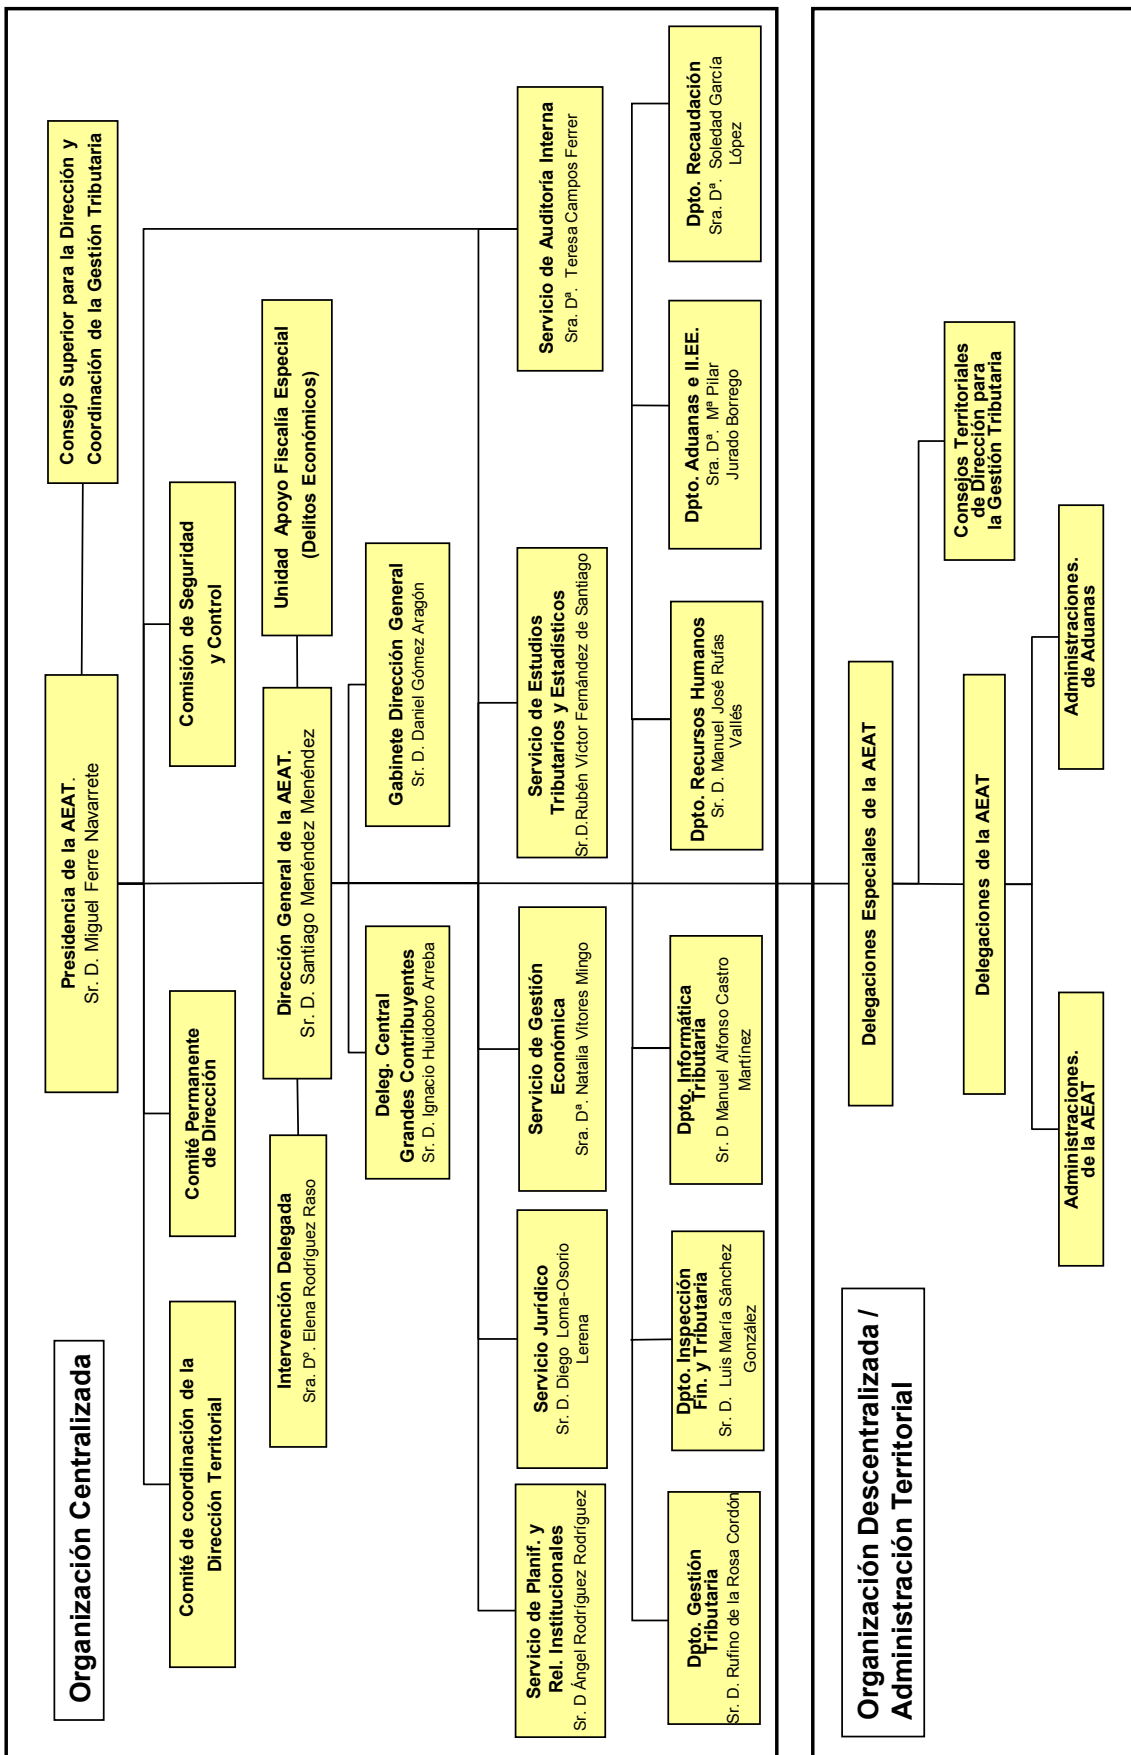 Organización Centralizada
Presidencia de la AEAT.
Sr. D. Miguel Ferre Navarrete
Consejo Superior para la Dirección y
Coordinación de la Gestión Tributaria
Comité de coordinación de la
Dirección Territorial
Comité Permanente
de Dirección
Comisión de Seguridad
y Control
Intervención Delegada
Sra. Dº. Elena Rodríguez Raso
Dirección General de la AEAT.
Sr. D. Santiago Menéndez Menéndez
Unidad Apoyo Fiscalía Especial
(Delitos Económicos)
Deleg. Central
Grandes Contribuyentes
Sr. D. Ignacio Huidobro Arreba
Gabinete Dirección General
Sr. D. Daniel Gómez Aragón
Servicio de Planif. y
Rel. Institucionales
Sr. D Ángel Rodríguez Rodríguez
Servicio Jurídico
Sr. D. Diego Loma-Osorio
Lerena
Servicio de Gestión
Económica
Sra. Dª. Natalia Vitores Mingo
Servicio de Estudios
Tributarios y Estadísticos
Sr.D.Rubén Víctor Fernández de Santiago
Servicio de Auditoría Interna
Sra. Dª. Teresa Campos Ferrer
Dpto. Gestión
Tributaria
Sr. D. Rufino de la Rosa Cordón
Dpto. Inspección
Fin. y Tributaria
Sr. D. Luis María Sánchez
González
Dpto. Informática
Tributaria
Sr. D Manuel Alfonso Castro
Martínez
Dpto. Recursos Humanos
Sr. D. Manuel José Rufas
Vallés
Dpto. Aduanas e II.EE.
Sra. Dª. Mª Pilar
Jurado Borrego
Dpto. Recaudación
Sra. Dª. Soledad García
López
Organización Descentralizada /
Administración Territorial
Delegaciones Especiales de la AEAT
Consejos Territoriales
de Dirección para
la Gestión Tributaria
Delegaciones de la AEAT
Administraciones.
de la AEAT
Administraciones.
de Aduanas